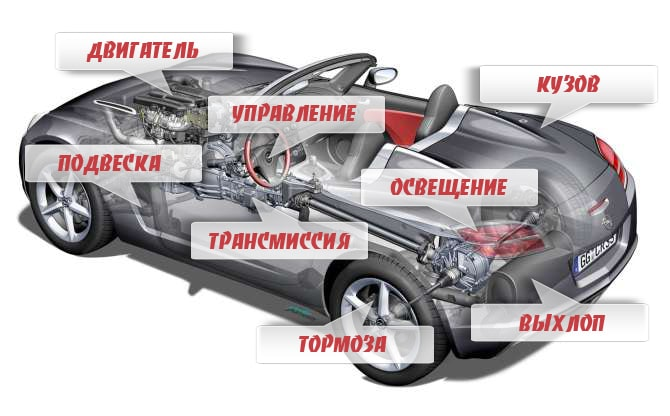 ДВИГАТЕЛЬ
КУЗОВ
УПРАВЛЕНИЕ
ПОДВЕСКА
ОСВЕЩЕНИЕ
ТРАНСМИССИЯ
ВЫХЛОП
ТОРМОЗА